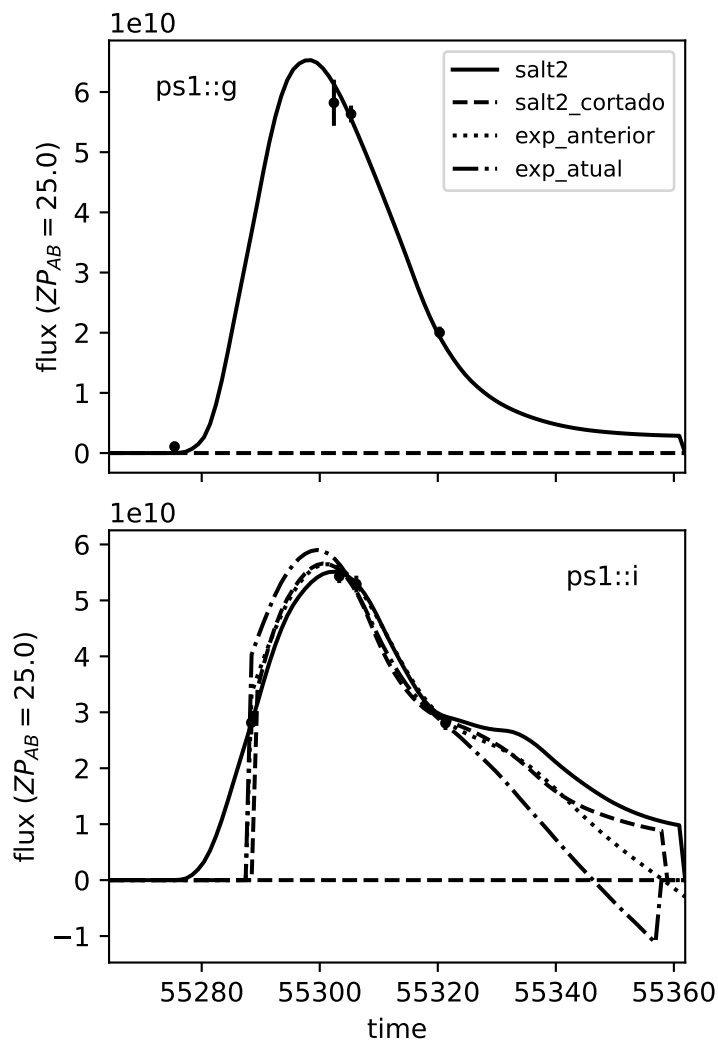 1e10
ps1::g
salt2
salt2_cortado
exp_anterior
exp_atual
6
5
4
3
2
1
0
flux (ZP_AB = 25.0)
1e10
ps1::i
6
5
4
3
2
1
0
−1
flux (ZP_AB = 25.0)
55280 55300 55320 55340 55360
time